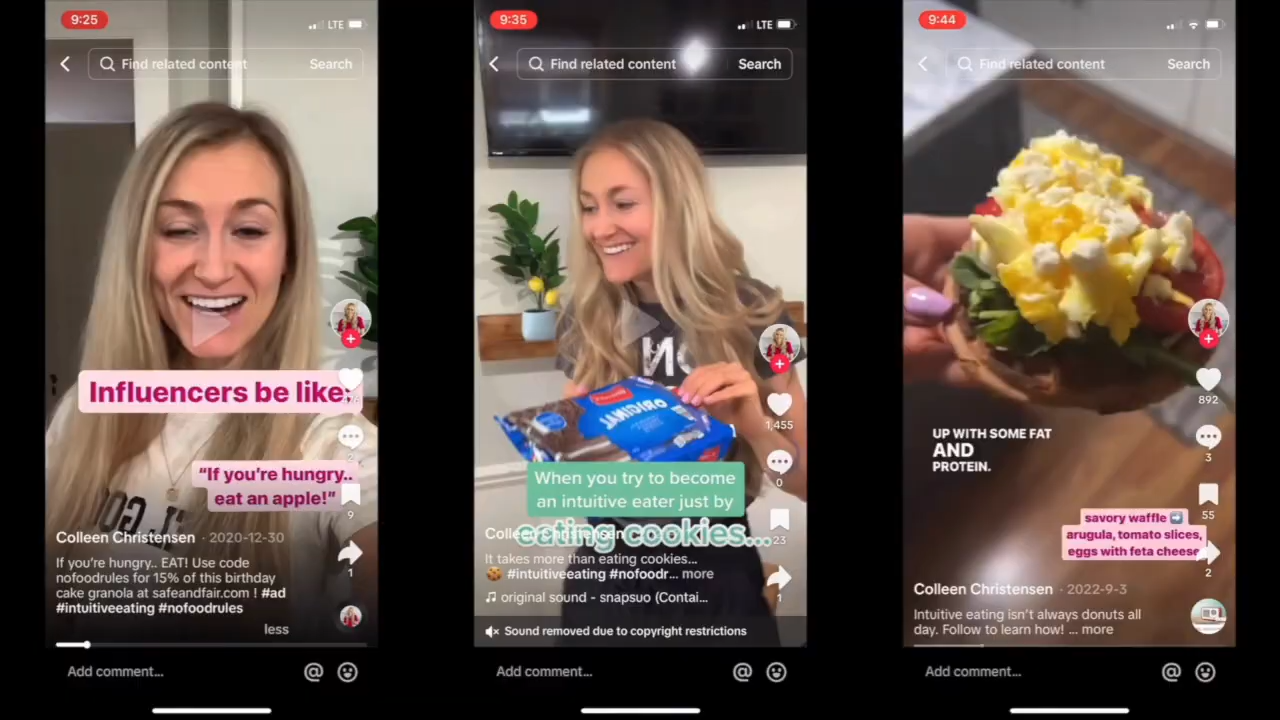 9:25
LTE
Find related content
Search
Influencers be like:
“If you’re hungry..
eat an apple!”
9
1
Colleen Christensen · 2020-12-30
If you’re hungry.. EAT! Use code
nofoodrules for 15% of this birthday
cake granola at safeandfair.com ! #ad
#intuitiveeating #nofoodrules
less
Add comment...
@
9:35
LTE
Find related content
Search
ORIGINAL
1,455
0
When you try to become
an intuitive eater just by
eating cookies...
23
1
Colleen Christensen
It takes more than eating cookies...
🍪 #intuitiveeating #nofoodr... more
original sound - snapsuo (Contai...
Sound removed due to copyright restrictions
Add comment...
@
9:44
Find related content
Search
892
3
55
2
UP WITH SOME FAT
AND
PROTEIN.
savory waffle ➡️
arugula, tomato slices,
eggs with feta cheese
Colleen Christensen · 2022-9-3
Intuitive eating isn’t always donuts all
day. Follow to learn how! ... more
Add comment...
@